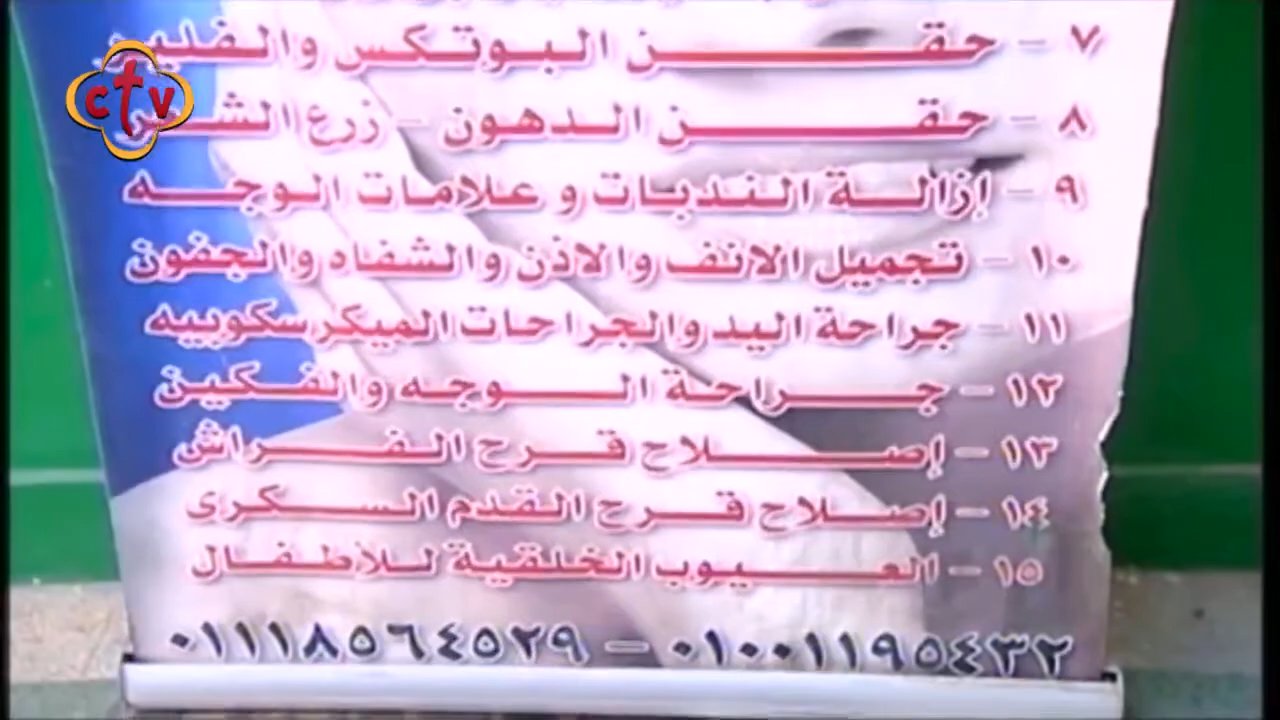 ٧ - حقن البوتكس والفلير
٨ - حقن الدهون - زرع الشعر
٩ - إزالة الندبات و علامات الوجه
١٠ - تجميل الانف والاذن والشفاه والجفون
١١ - جراحة اليد والجراحات الميكرسكوبيه
١٢ - جراحة الوجه والفكين
١٣ - إصلاح قرح الفراش
١٤ - إصلاح قرح القدم السكرى
١٥ - العيوب الخلقية للأطفال
٠١١١٨٥٦٤٥٢٩ - ٠١٠٠١١٩٥٤٣٢
ctv